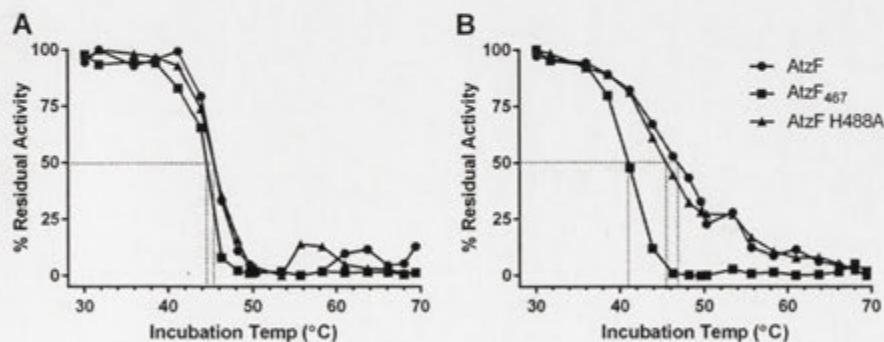 A
100
75
50
25
0
% Residual Activity
30
40
50
60
70
Incubation Temp (°C)
B
100
75
50
25
0
% Residual Activity
30
40
50
60
70
Incubation Temp (°C)
AtzF
AtzF₄₆₇
AtzF H488A